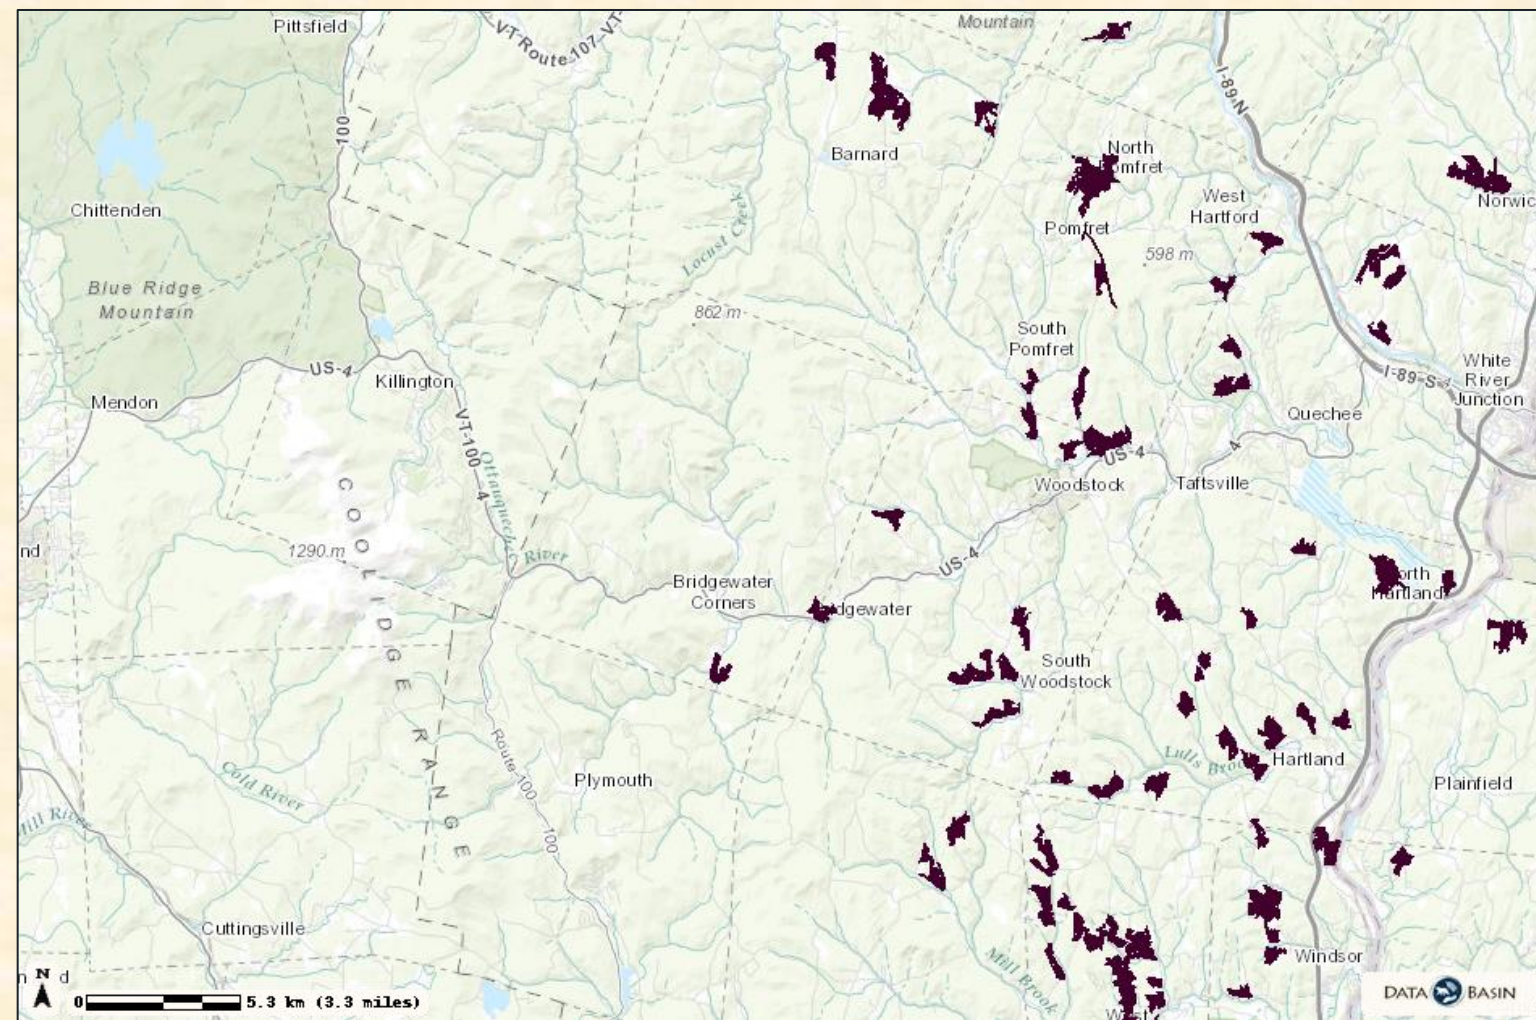 Pittsfield
VT Route 107
VT-
Mountain
I-89-N
100
Barnard
North
Pomfret
Norwic
Chittenden
West
Hartford
Pomfret
598 m
Locust Creek
Blue Ridge
Mountain
862 m
South
Pomfret
US-4
Killington
White
River
Junction
I-89-S
Mendon
Quechee
VT-100
4
4
US-4
Ottauquechee
River
Woodstock
Taftsville
COOLIDGE RANGE
nd
1290 m
US-4
Bridgewater
Corners
dgewater
orth
Hartland
South
Woodstock
Route 100
100
Lulls Broo
Hartland
Cold River
Plymouth
Plainfield
Mill River
Cuttingsville
Mill Brook
Windsor
n
d
N
0
5.3 km (3.3 miles)
West
DATA BASIN